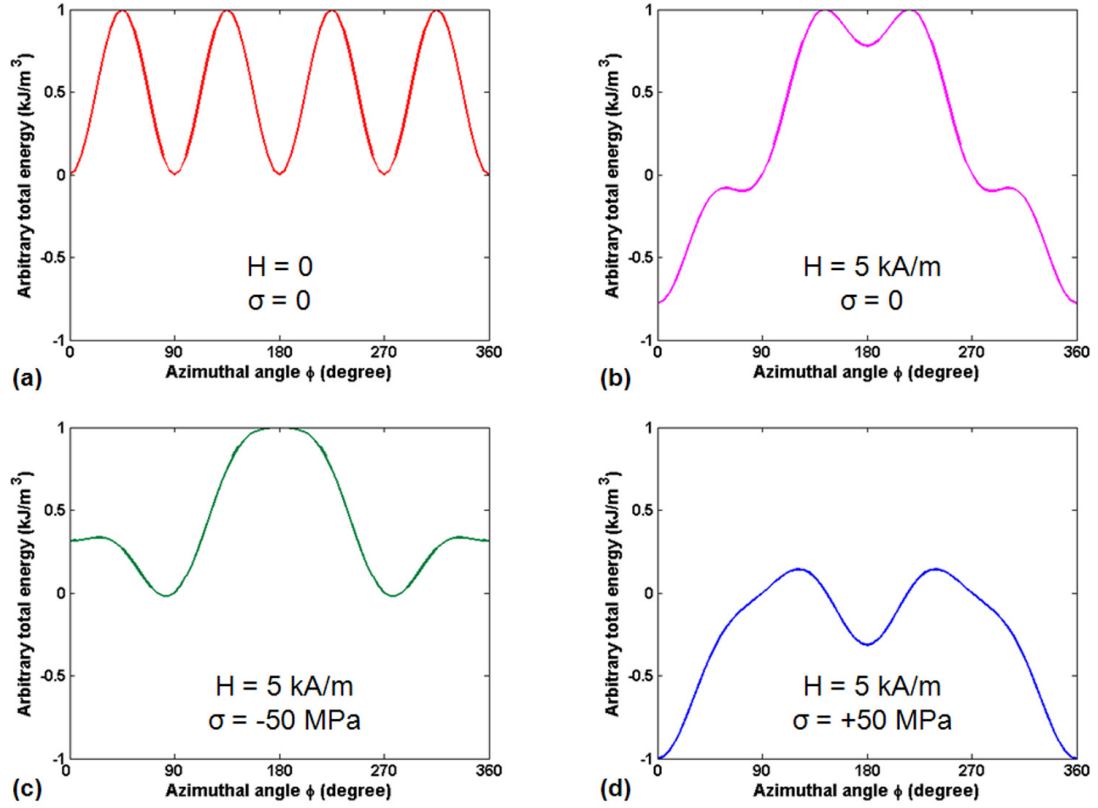 Arbitrary total energy (kJ/m³)
1
0.5
0
-0.5
-1
H = 0
σ = 0
0 90 180 270 360
Azimuthal angle ϕ (degree)
(a)
Arbitrary total energy (kJ/m³)
1
0.5
0
-0.5
-1
H = 5 kA/m
σ = 0
0 90 180 270 360
Azimuthal angle ϕ (degree)
(b)
Arbitrary total energy (kJ/m³)
1
0.5
0
-0.5
-1
H = 5 kA/m
σ = -50 MPa
0 90 180 270 360
Azimuthal angle ϕ (degree)
(c)
Arbitrary total energy (kJ/m³)
1
0.5
0
-0.5
-1
H = 5 kA/m
σ = +50 MPa
0 90 180 270 360
Azimuthal angle ϕ (degree)
(d)